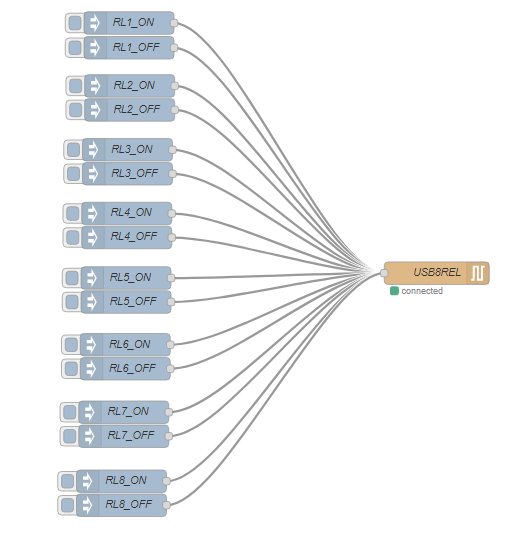 RL1_ON
RL1_OFF
RL2_ON
RL2_OFF
RL3_ON
RL3_OFF
RL4_ON
RL4_OFF
RL5_ON
RL5_OFF
RL6_ON
RL6_OFF
RL7_ON
RL7_OFF
RL8_ON
RL8_OFF
USB8REL
connected